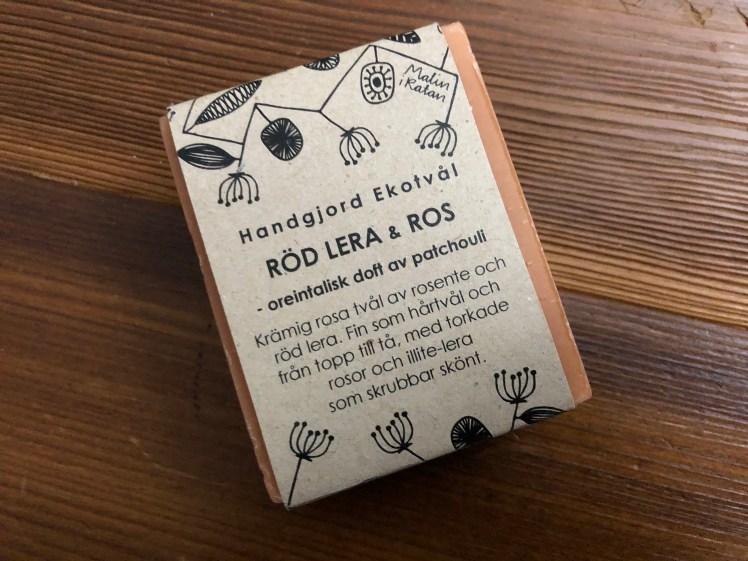 Malin
i Ratan
Handgjord Ekotvål
RÖD LERA & ROS
- oreintalisk doft av patchouli
Krämig rosa tvål av rosente och
röd lera. Fin som hårtvål och
från topp till tå, med torkade
rosor och illite-lera
som skrubbar skönt.